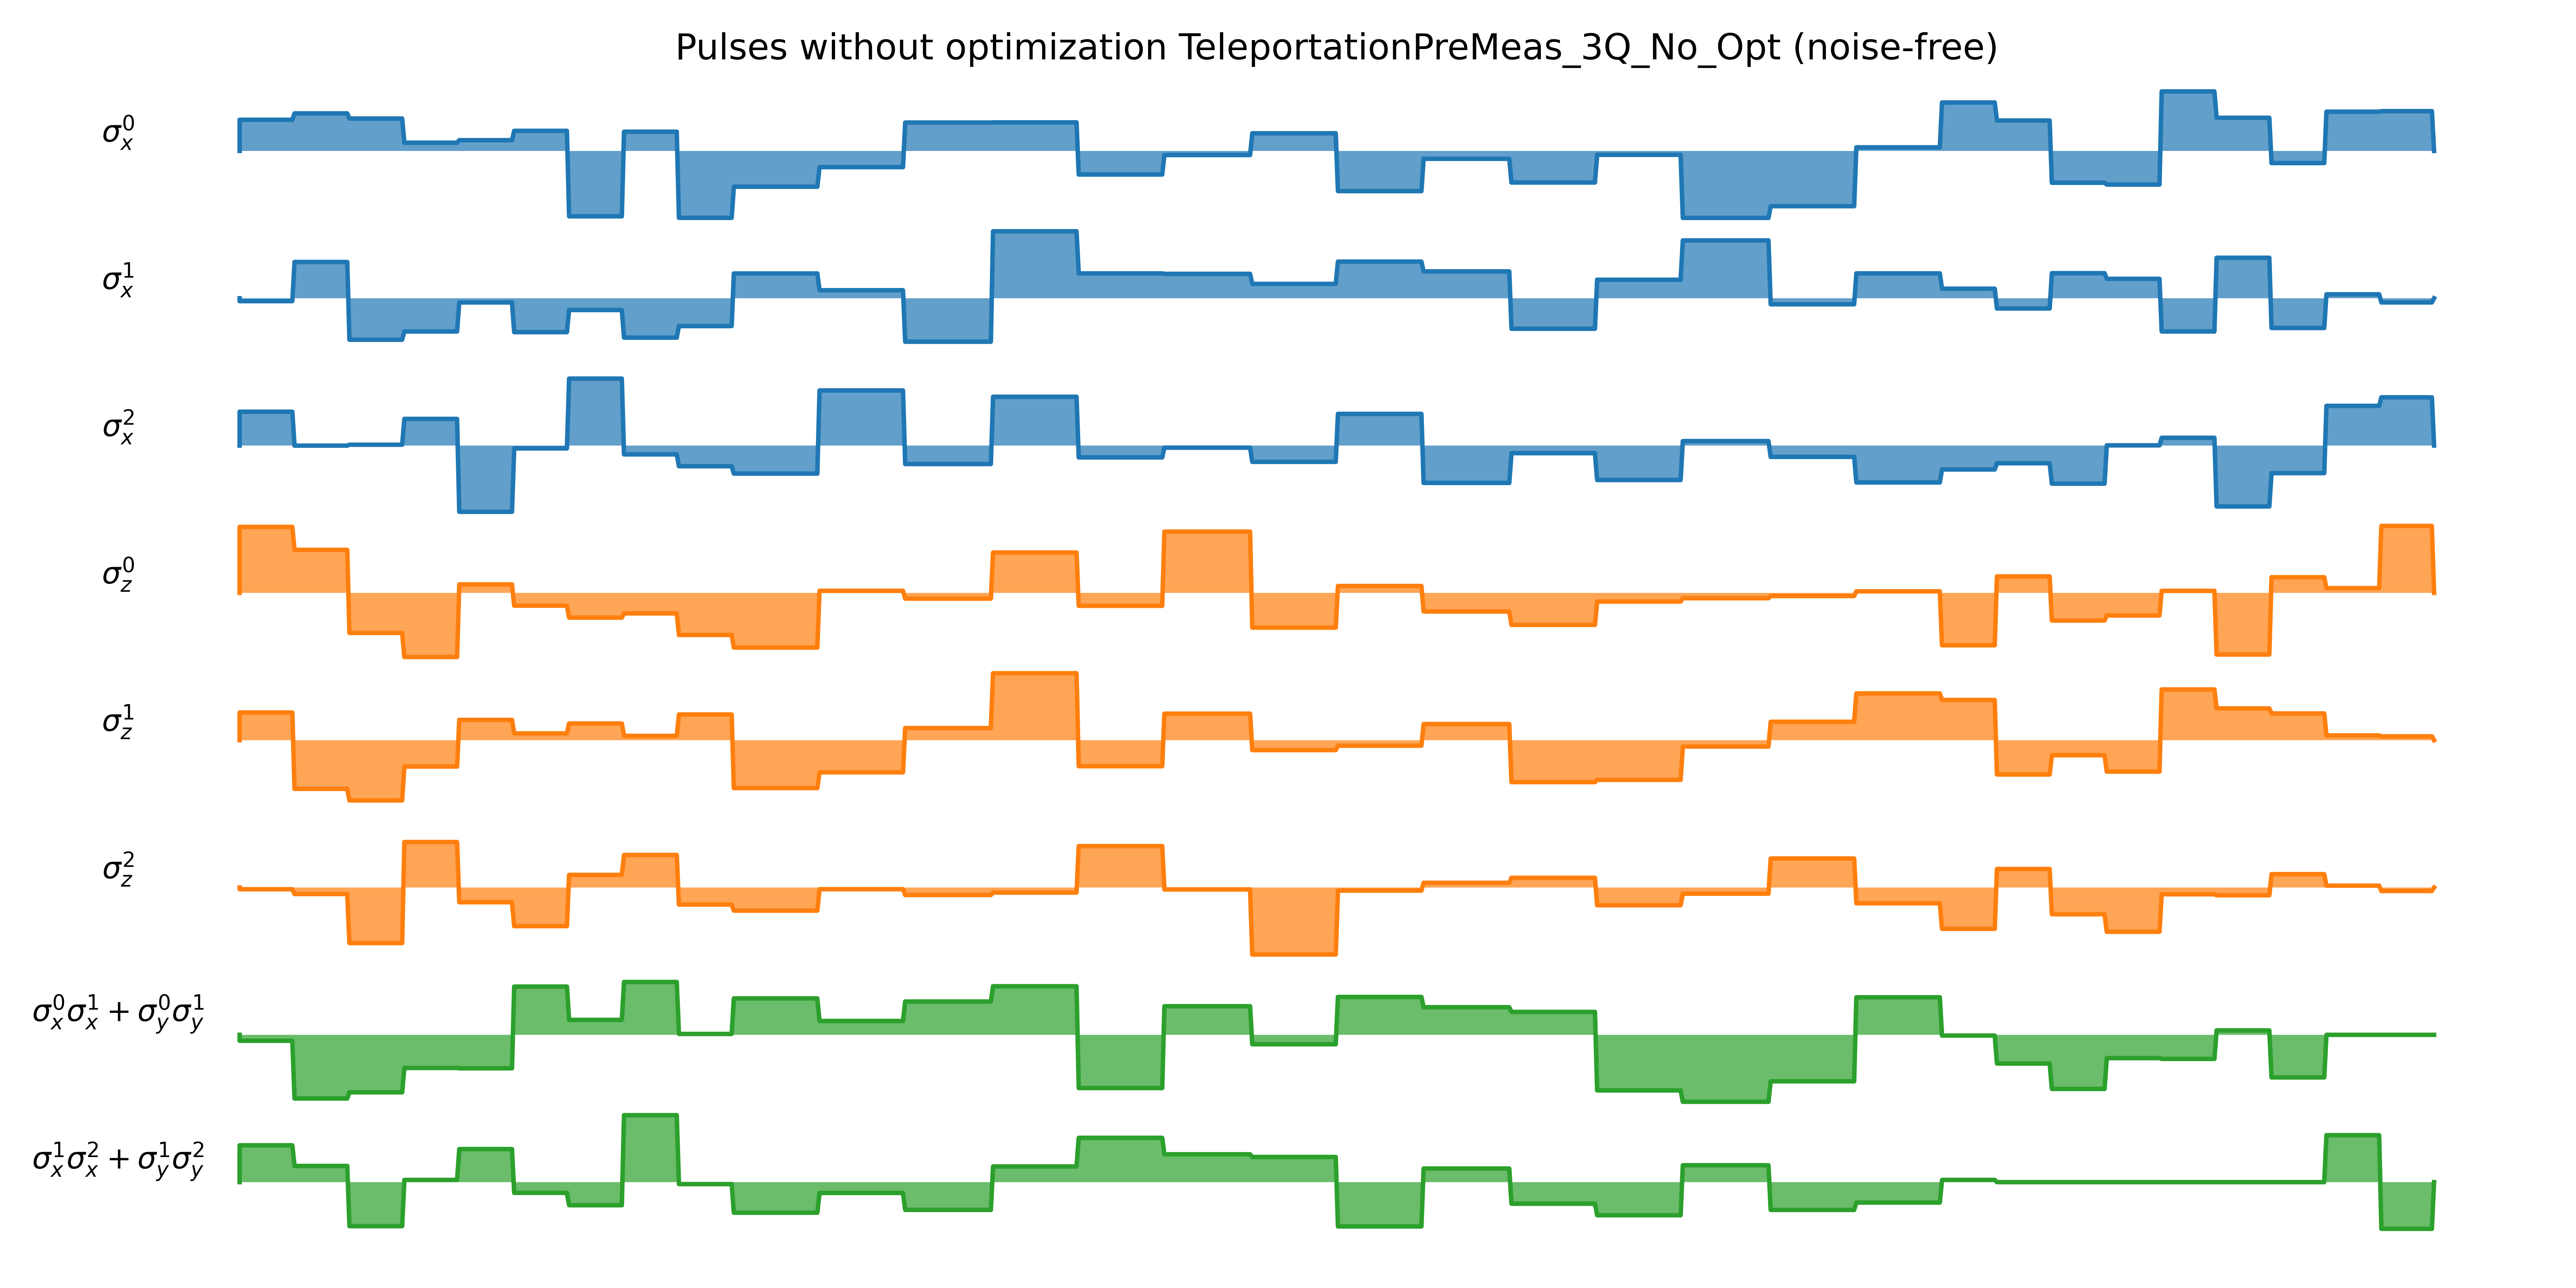 Pulses without optimization TeleportationPreMeas_3Q_No_Opt (noise-free)
σ_x^0
σ_x^1
σ_x^2
σ_z^0
σ_z^1
σ_z^2
σ_x^0σ_x^1 + σ_y^0σ_y^1
σ_x^1σ_x^2 + σ_y^1σ_y^2